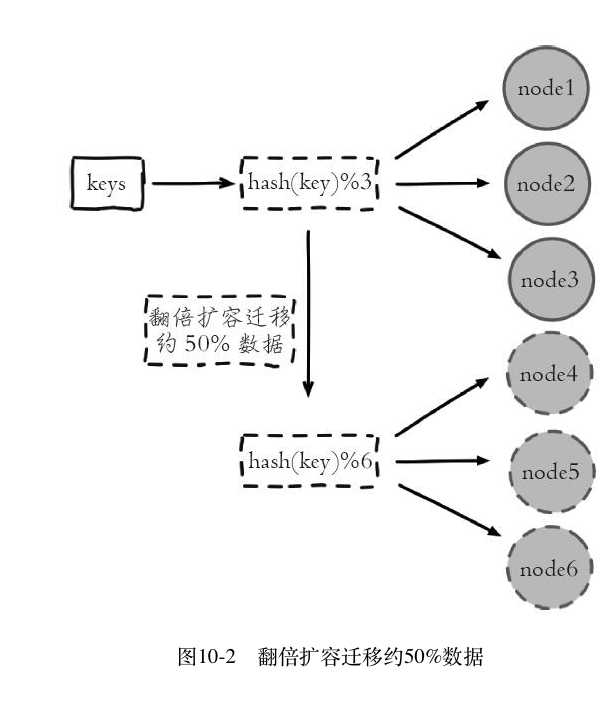 node1
keys
hash(key)%3
node2
node3
翻倍扩容迁移
约 50% 数据
node4
hash(key)%6
node5
node6
图10-2 翻倍扩容迁移约50%数据